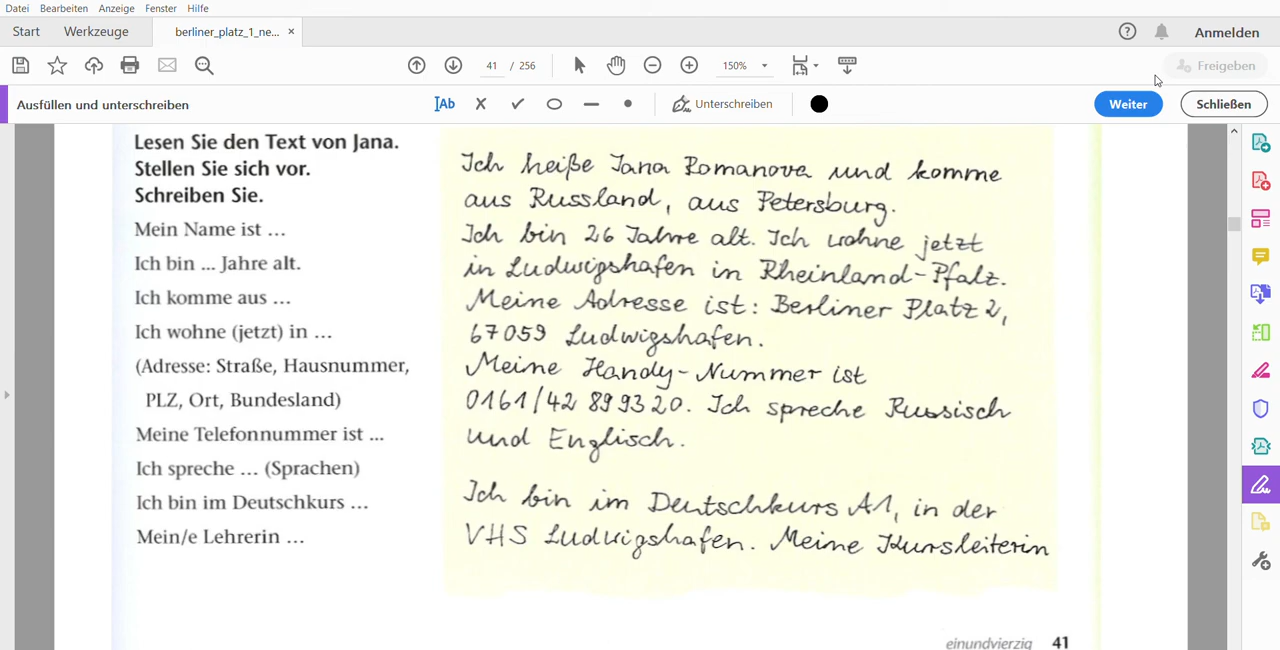 Datei Bearbeiten Anzeige Fenster Hilfe
Start Werkzeuge berliner_platz_1_ne... × Anmelden
41 / 256 150% Freigeben
Ausfüllen und unterschreiben Ab Unterschreiben Weiter Schließen
Lesen Sie den Text von Jana.
Stellen Sie sich vor.
Schreiben Sie.
Mein Name ist …
Ich bin … Jahre alt.
Ich komme aus …
Ich wohne (jetzt) in …
(Adresse: Straße, Hausnummer,
PLZ, Ort, Bundesland)
Meine Telefonnummer ist …
Ich spreche … (Sprachen)
Ich bin im Deutschkurs …
Mein/e Lehrerin …
Ich heiße Jana Romanova und komme
aus Russland, aus Petersburg.
Ich bin 26 Jahre alt. Ich wohne jetzt
in Ludwigshafen in Rheinland-Pfalz.
Meine Adresse ist: Berliner Platz 2,
67059 Ludwigshafen.
Meine Handy-Nummer ist
0161/42 89 93 20. Ich spreche Russisch
und Englisch.
Ich bin im Deutschkurs A1, in der
VHS Ludwigshafen. Meine Kursleiterin
einundvierzig 41